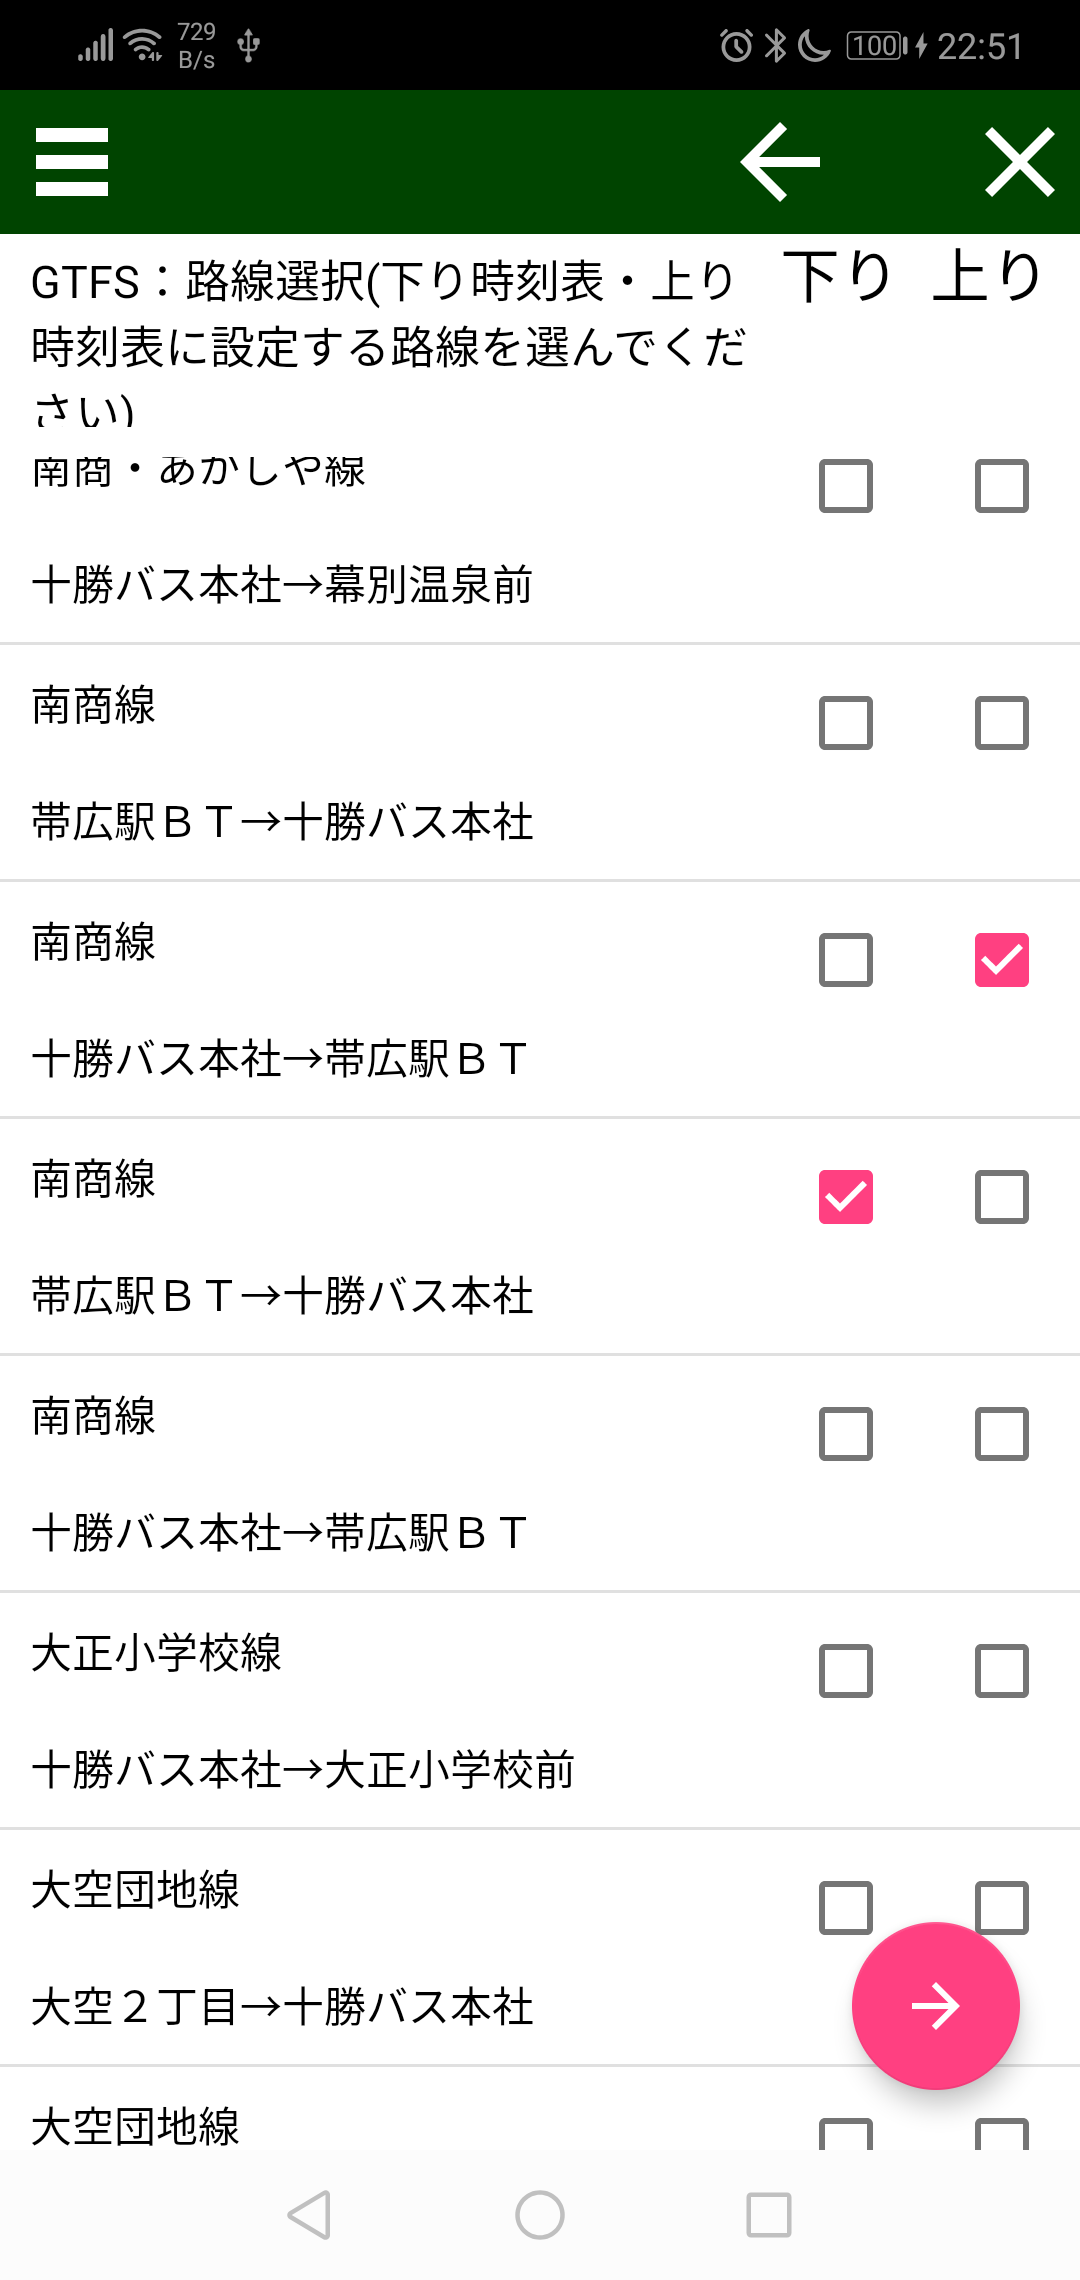 729
B/s
100
22:51
GTFS：路線選択(下り時刻表・上り
時刻表に設定する路線を選んでくだ
さい)
下り 上り
南商・あかしや線
十勝バス本社→幕別温泉前
南商線
帯広駅ＢＴ→十勝バス本社
南商線
十勝バス本社→帯広駅ＢＴ
南商線
帯広駅ＢＴ→十勝バス本社
南商線
十勝バス本社→帯広駅ＢＴ
大正小学校線
十勝バス本社→大正小学校前
大空団地線
大空２丁目→十勝バス本社
大空団地線